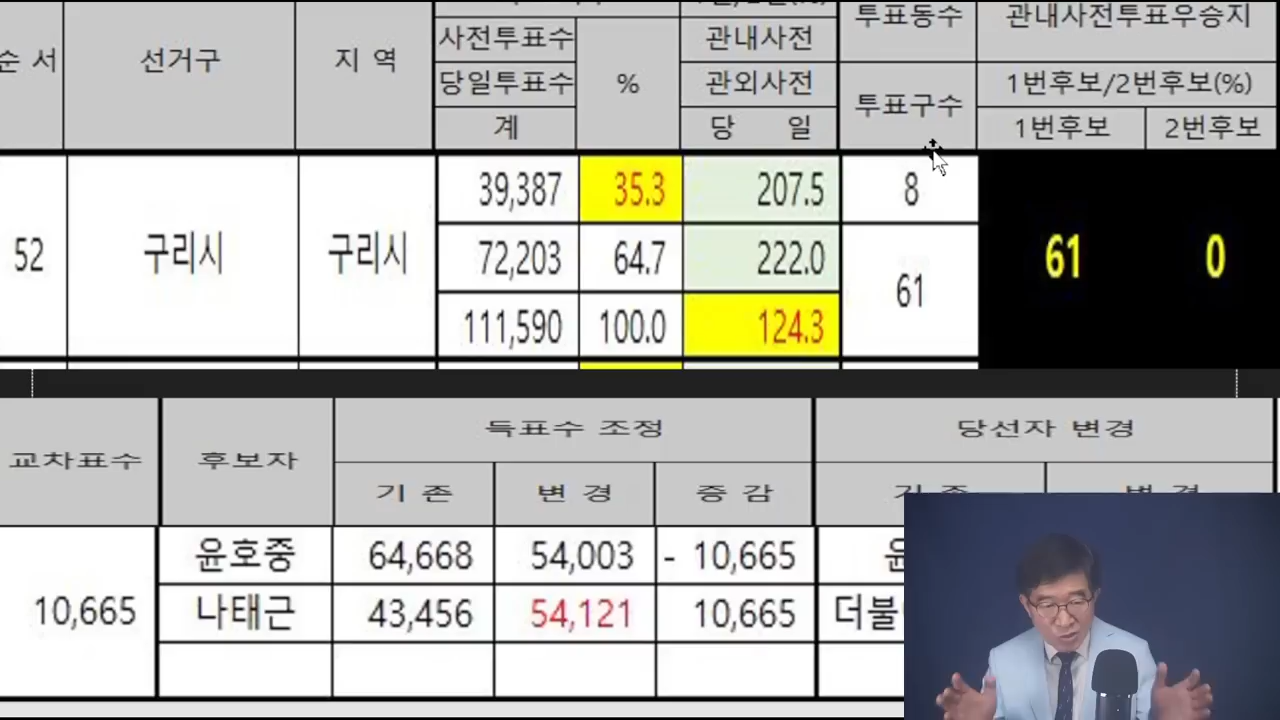 투표동수 관내사전투표우승지
순 서 선거구 지 역 사전투표수 % 관내사전
당일투표수 관외사전 투표구수 1번후보/2번후보(%)
계 당 일 1번후보 2번후보
52 구리시 구리시 39,387 35.3 207.5 8 61 0
72,203 64.7 222.0 61
111,590 100.0 124.3
교차표수 후보자 득표수 조정 당선자 변경
기 존 변 경 증 감
10,665 윤호중 64,668 54,003 - 10,665
나태근 43,456 54,121 10,665 더불